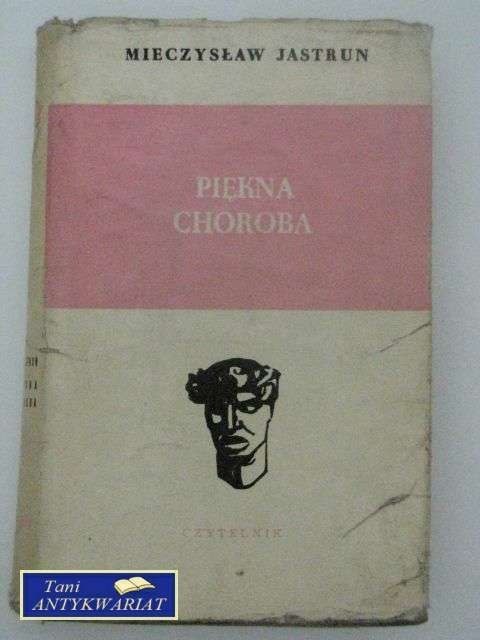 MIECZYSŁAW JASTRUN
PIĘKNA
CHOROBA
CZYTELNIK
Tani
ANTYKWARIAT